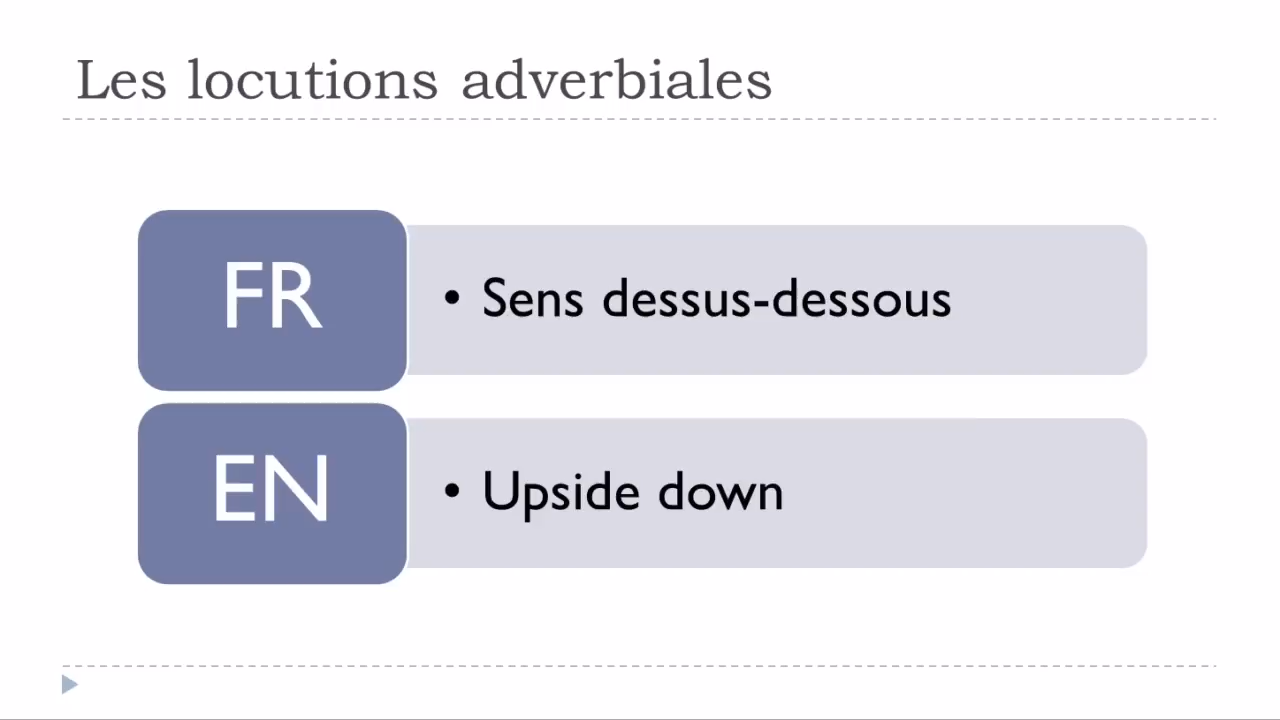 Les locutions adverbiales
FR
• Sens dessus-dessous
EN
• Upside down